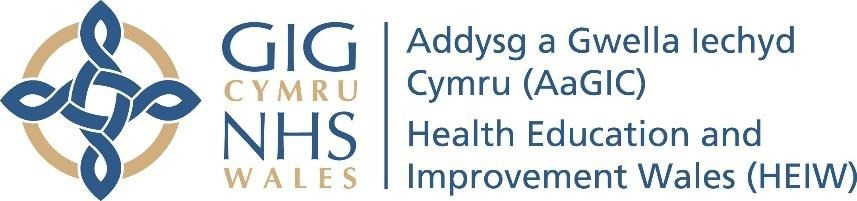 GIG
CYMRU
NHS
WALES
Addysg a Gwella Iechyd
Cymru (AaGIC)
Health Education and
Improvement Wales (HEIW)